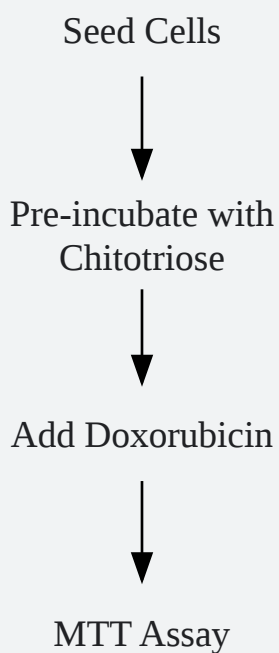 Seed Cells
Pre-incubate with
Chitotriose
Add Doxorubicin
MTT Assay